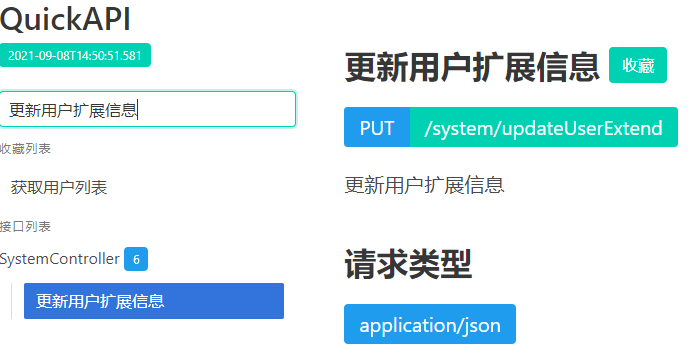 QuickAPI
2021-09-08T14:50:51.581
更新用户扩展信息
收藏列表
获取用户列表
接口列表
SystemController 6
更新用户扩展信息
更新用户扩展信息 收藏
PUT /system/updateUserExtend
更新用户扩展信息
请求类型
application/json